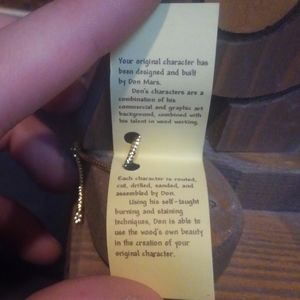 Your original character has
been designed and built
by Don Mars.
Don's characters are a
combination of his
commercial and graphic art
background, combined with
his talent in wood working.
Each character is routed,
cut, drilled, sanded, and
assembled by Don.
Using his self-taught
burning and staining
techniques, Don is able to
use the wood's own beauty
in the creation of your
original character.